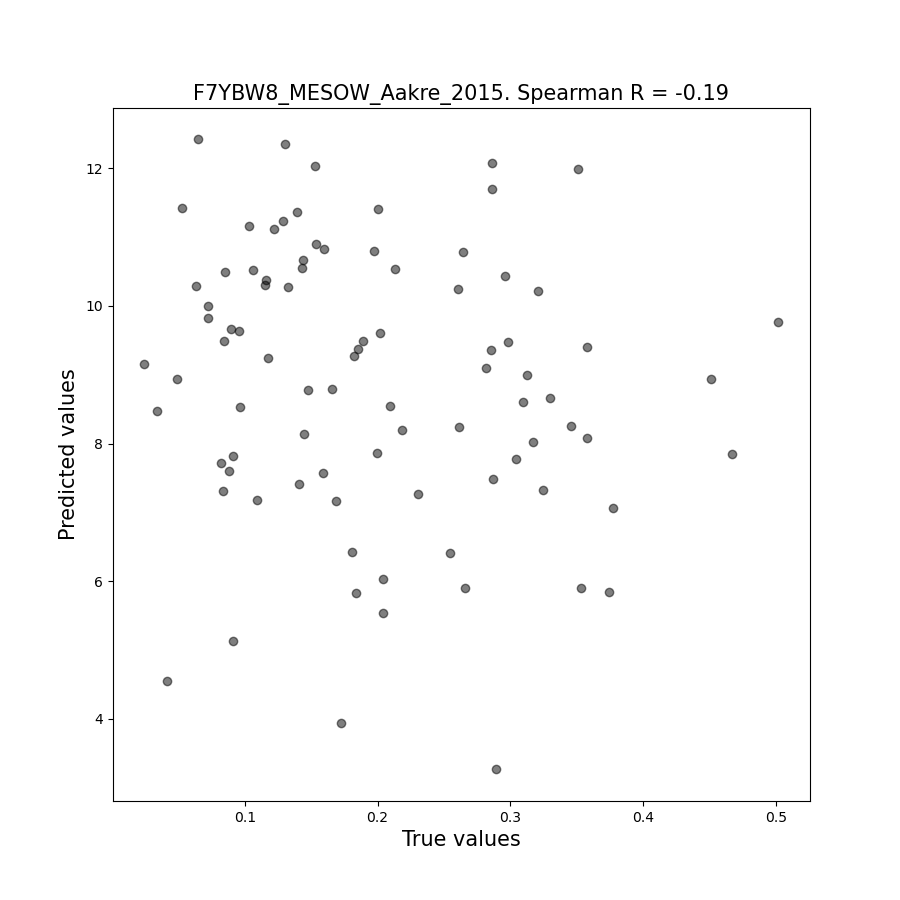 F7YBW8_MESOW_Aakre_2015. Spearman R = -0.19
12
10
8
6
4
Predicted values
0.1 0.2 0.3 0.4 0.5
True values